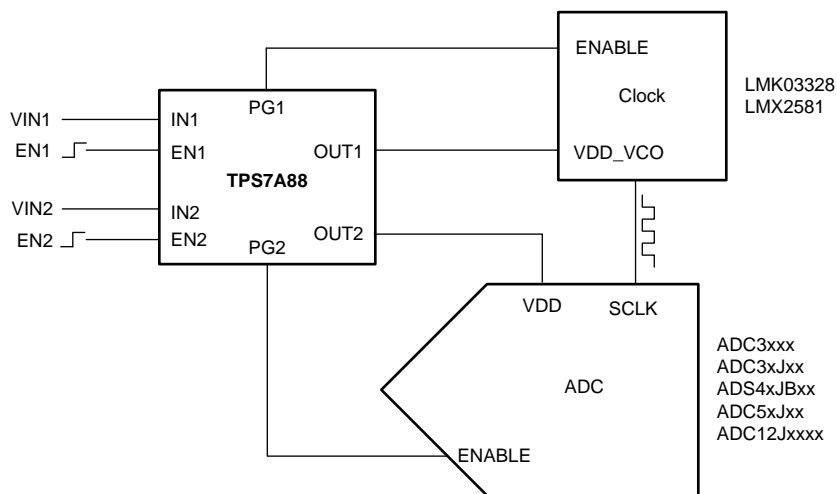 ENABLE
Clock
LMK03328
LMX2581
VDD_VCO
PG1
VIN1
IN1
EN1
EN1
OUT1
TPS7A88
VIN2
IN2
EN2
EN2
OUT2
PG2
VDD
SCLK
ADC
ENABLE
ADC3xxx
ADC3xJxx
ADS4xJBxx
ADC5xJxx
ADC12Jxxxx